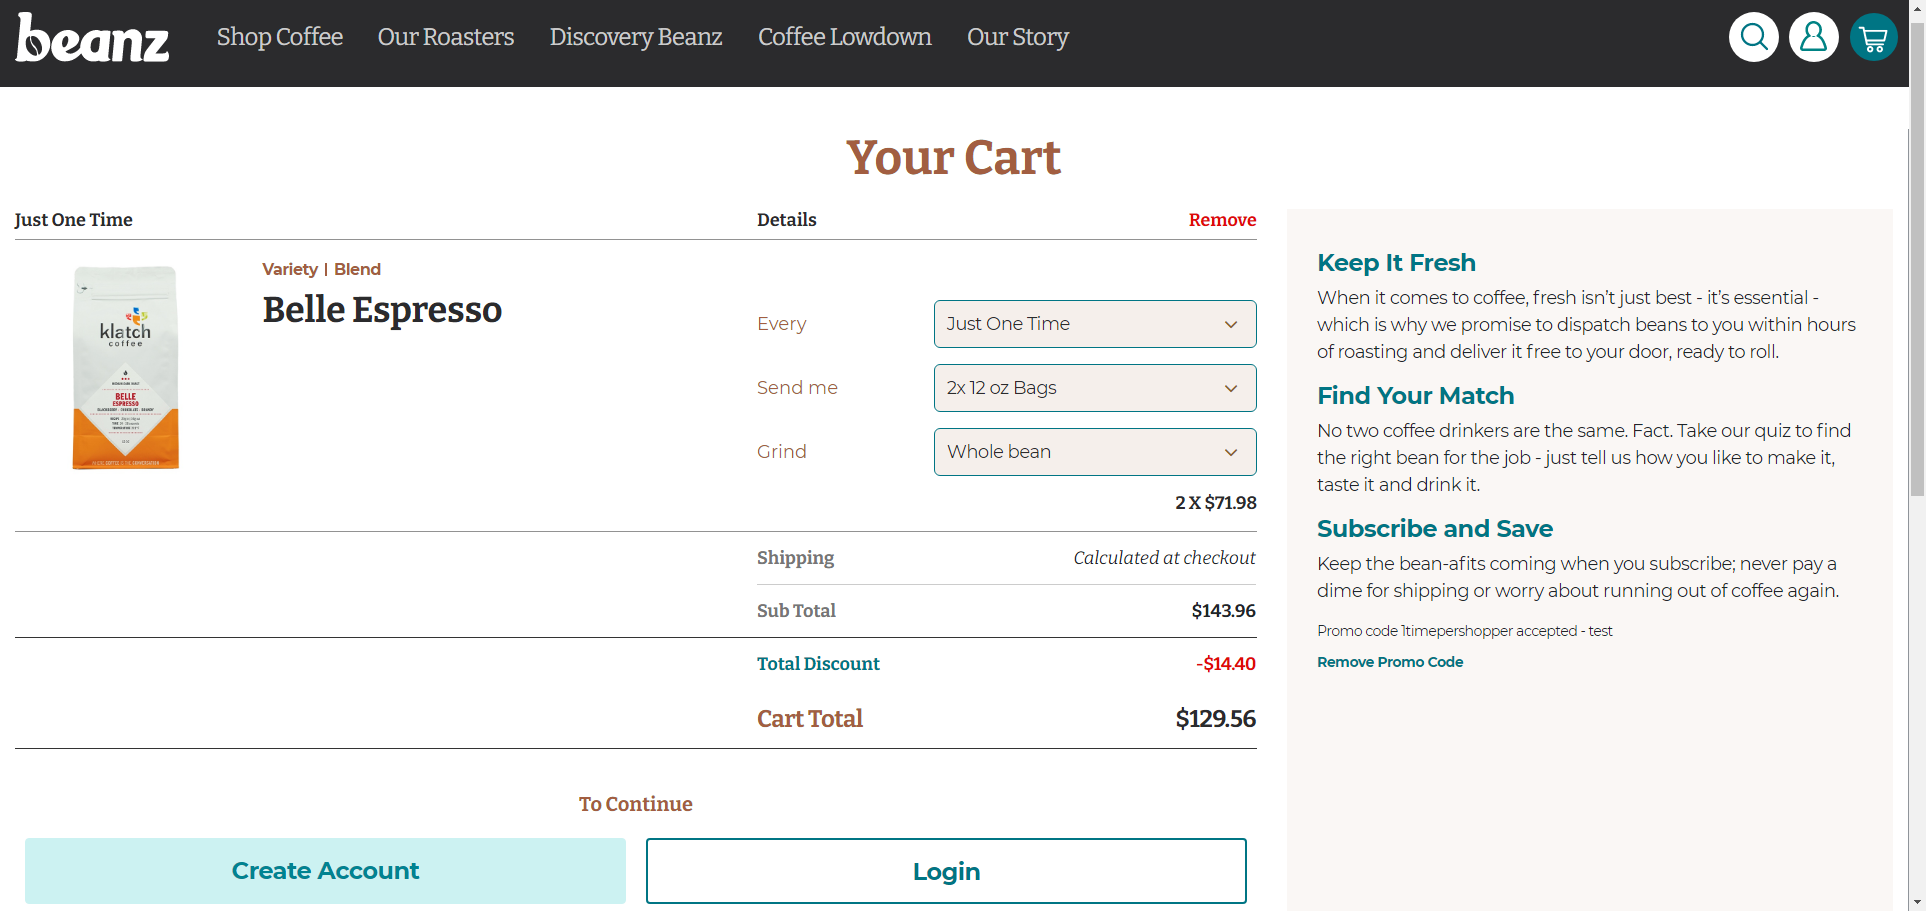 beanz
Shop Coffee
Our Roasters
Discovery Beanz
Coffee Lowdown
Our Story
Your Cart
Just One Time
Details
Remove
klatch
coffee
BELLE
ESPRESSO
Variety | Blend
Belle Espresso
Every
Just One Time
Send me
2x 12 oz Bags
Grind
Whole bean
2 X $71.98
Shipping
Calculated at checkout
Sub Total
$143.96
Total Discount
-$14.40
Cart Total
$129.56
To Continue
Create Account
Login
Keep It Fresh
When it comes to coffee, fresh isn’t just best - it’s essential -
which is why we promise to dispatch beans to you within hours
of roasting and deliver it free to your door, ready to roll.
Find Your Match
No two coffee drinkers are the same. Fact. Take our quiz to find
the right bean for the job - just tell us how you like to make it,
taste it and drink it.
Subscribe and Save
Keep the bean-afits coming when you subscribe; never pay a
dime for shipping or worry about running out of coffee again.
Promo code 1timepershopper accepted - test
Remove Promo Code